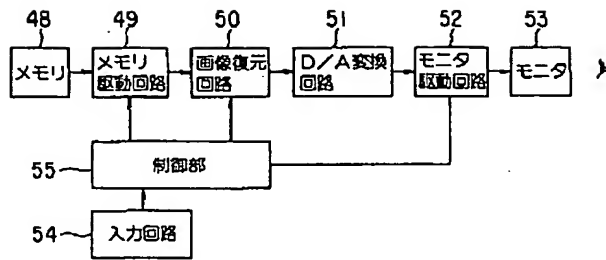 48
49
50
51
52
53
メモリ
メモリ
駆動回路
画像復元
回路
D/A変換
回路
モニタ
駆動回路
モニタ
55
制御部
54
入力回路